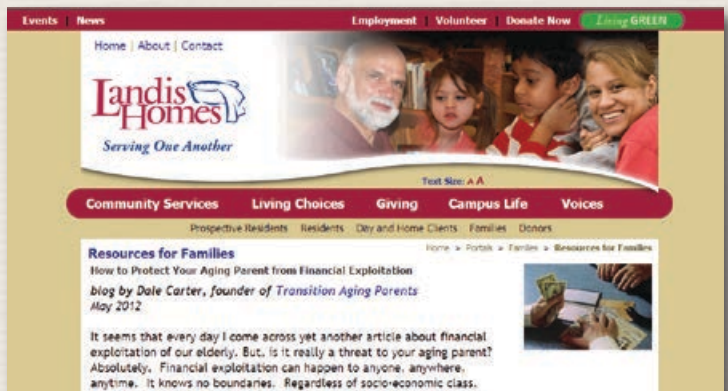 Events | News
Employment | Volunteer | Donate Now
Living GREEN
Home | About | Contact
Landis
Homes
Serving One Another
Text Size: A A
Community Services Living Choices Giving Campus Life Voices
Prospective Residents Residents Day and Home Clients Families Donors
Home » Portals » Families » Resources for Families
Resources for Families
How to Protect Your Aging Parent from Financial Exploitation
blog by Dale Carter, founder of Transition Aging Parents
May 2012
It seems that every day I come across yet another article about financial
exploitation of our elderly. But, is it really a threat to your aging parent?
Absolutely. Financial exploitation can happen to anyone, anywhere,
anytime. It knows no boundaries. Regardless of socio-economic class,